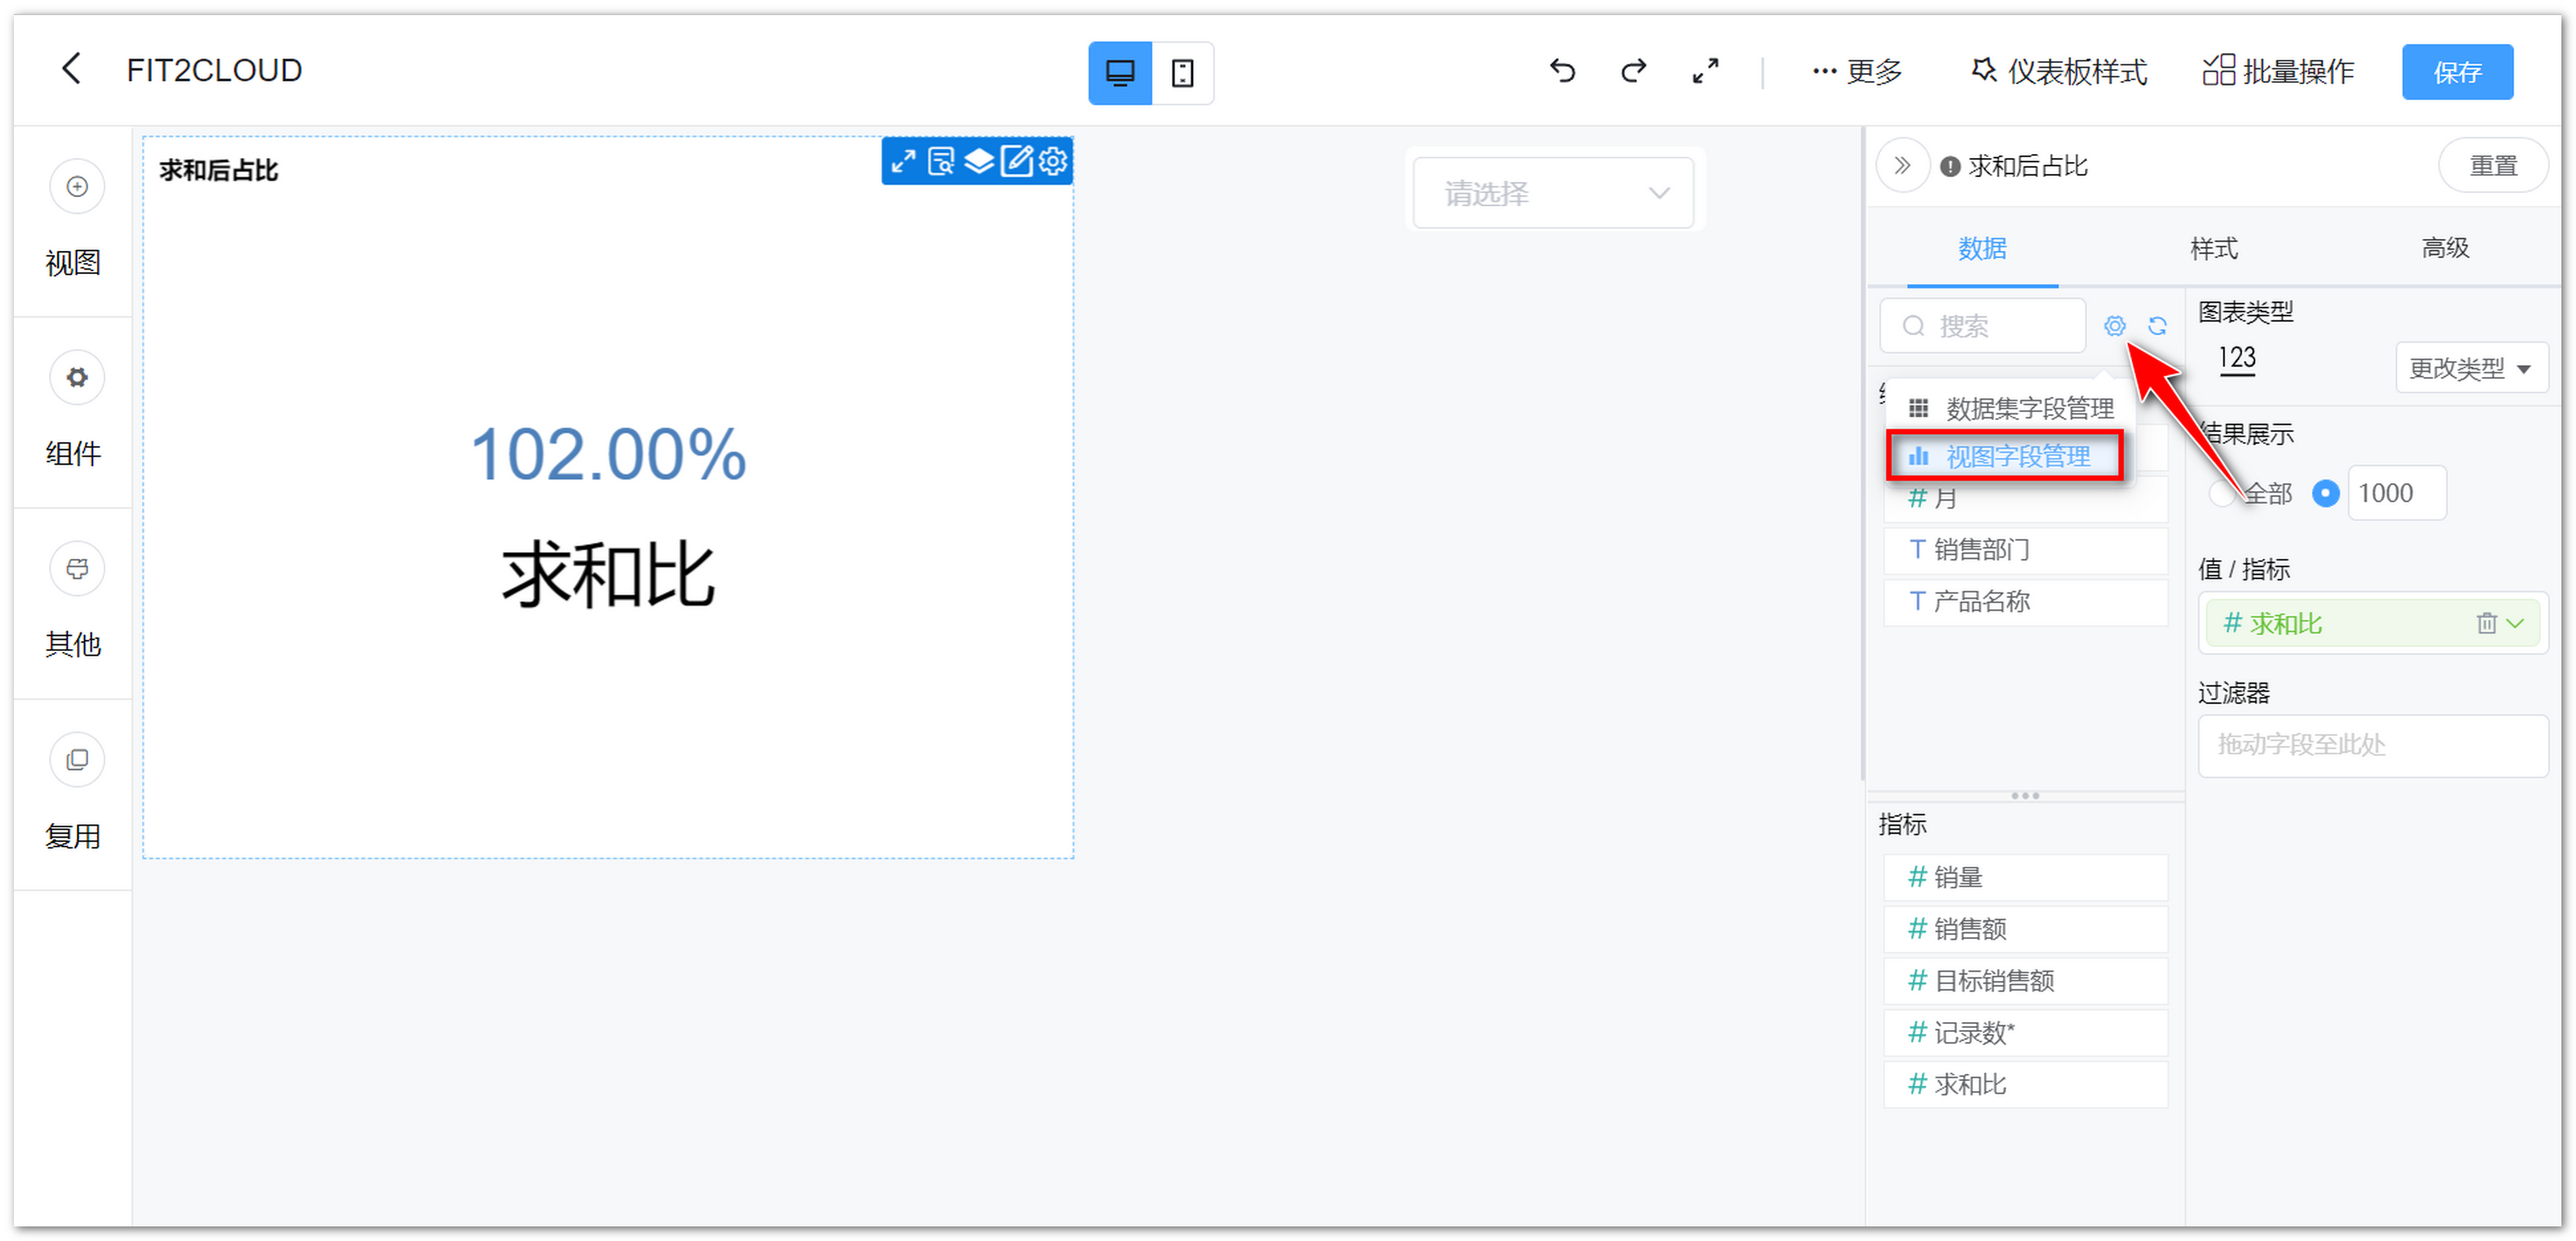 FIT2CLOUD
更多
仪表板样式
批量操作
保存
视图
组件
其他
复用
求和后占比
请选择
102.00%
求和比
求和后占比
重置
数据
样式
高级
搜索
数据集字段管理
视图字段管理
# 月
T 销售部门
T 产品名称
指标
# 销量
# 销售额
# 目标销售额
# 记录数*
# 求和比
图表类型
123
更改类型
结果展示
全部
1000
值 / 指标
# 求和比
过滤器
拖动字段至此处